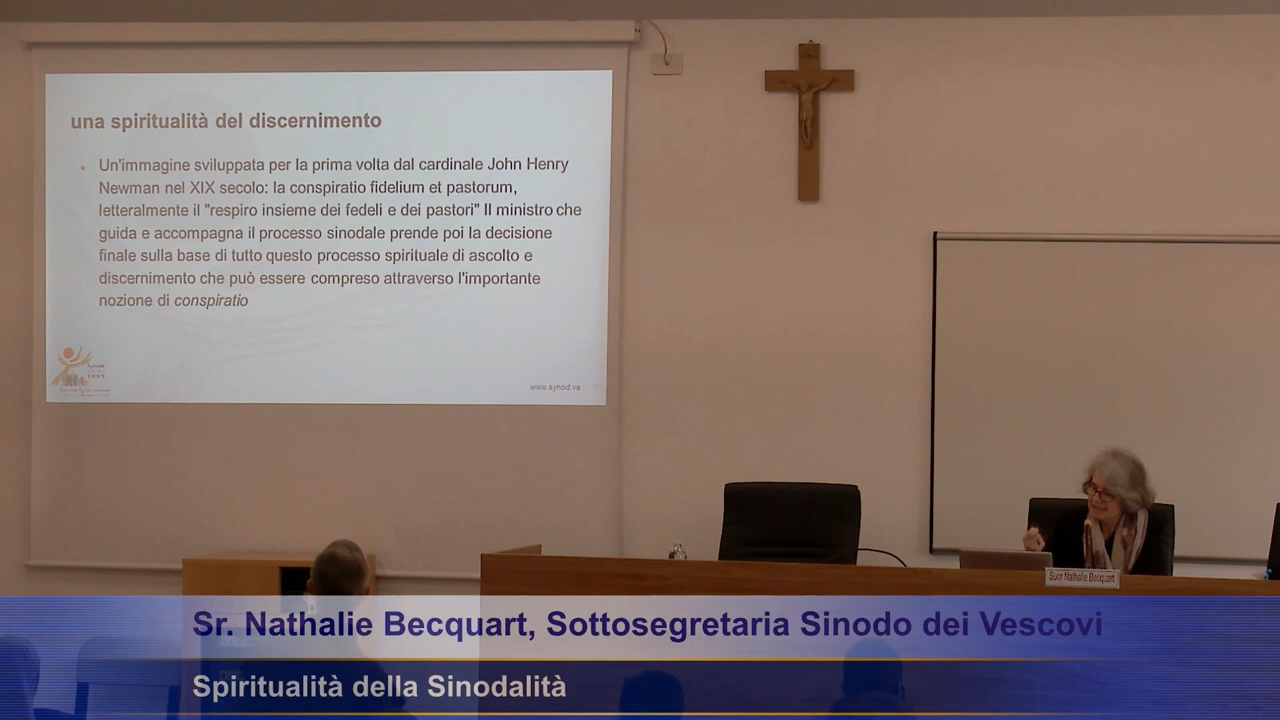 una spiritualità del discernimento
Un'immagine sviluppata per la prima volta dal cardinale John Henry
Newman nel XIX secolo: la conspiratio fidelium et pastorum,
letteralmente il "respiro insieme dei fedeli e dei pastori" Il ministro che
guida e accompagna il processo sinodale prende poi la decisione
finale sulla base di tutto questo processo spirituale di ascolto e
discernimento che può essere compreso attraverso l'importante
nozione di conspiratio
Synode
www.synod.va
Suor Nathalie Becquart
Sr. Nathalie Becquart, Sottosegretaria Sinodo dei Vescovi
Spiritualità della Sinodalità